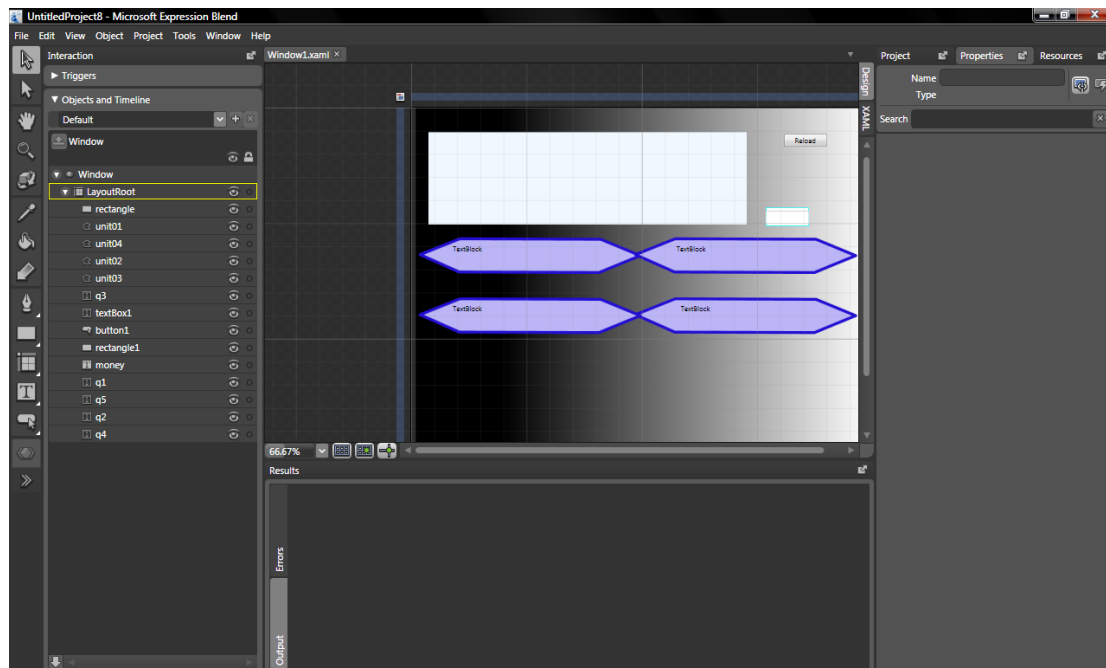 UntitledProject8 - Microsoft Expression Blend
File Edit View Object Project Tools Window Help
Interaction
Window1.xaml ×
Project
Properties
Resources
Triggers
Objects and Timeline
Default
Window
Window
LayoutRoot
rectangle
unit01
unit04
unit02
unit03
q3
textBox1
button1
rectangle1
money
q1
q5
q2
q4
Design
XAML
Reload
TextBlock
TextBlock
TextBlock
TextBlock
66.67%
Results
Errors
Output
Name
Type
Search